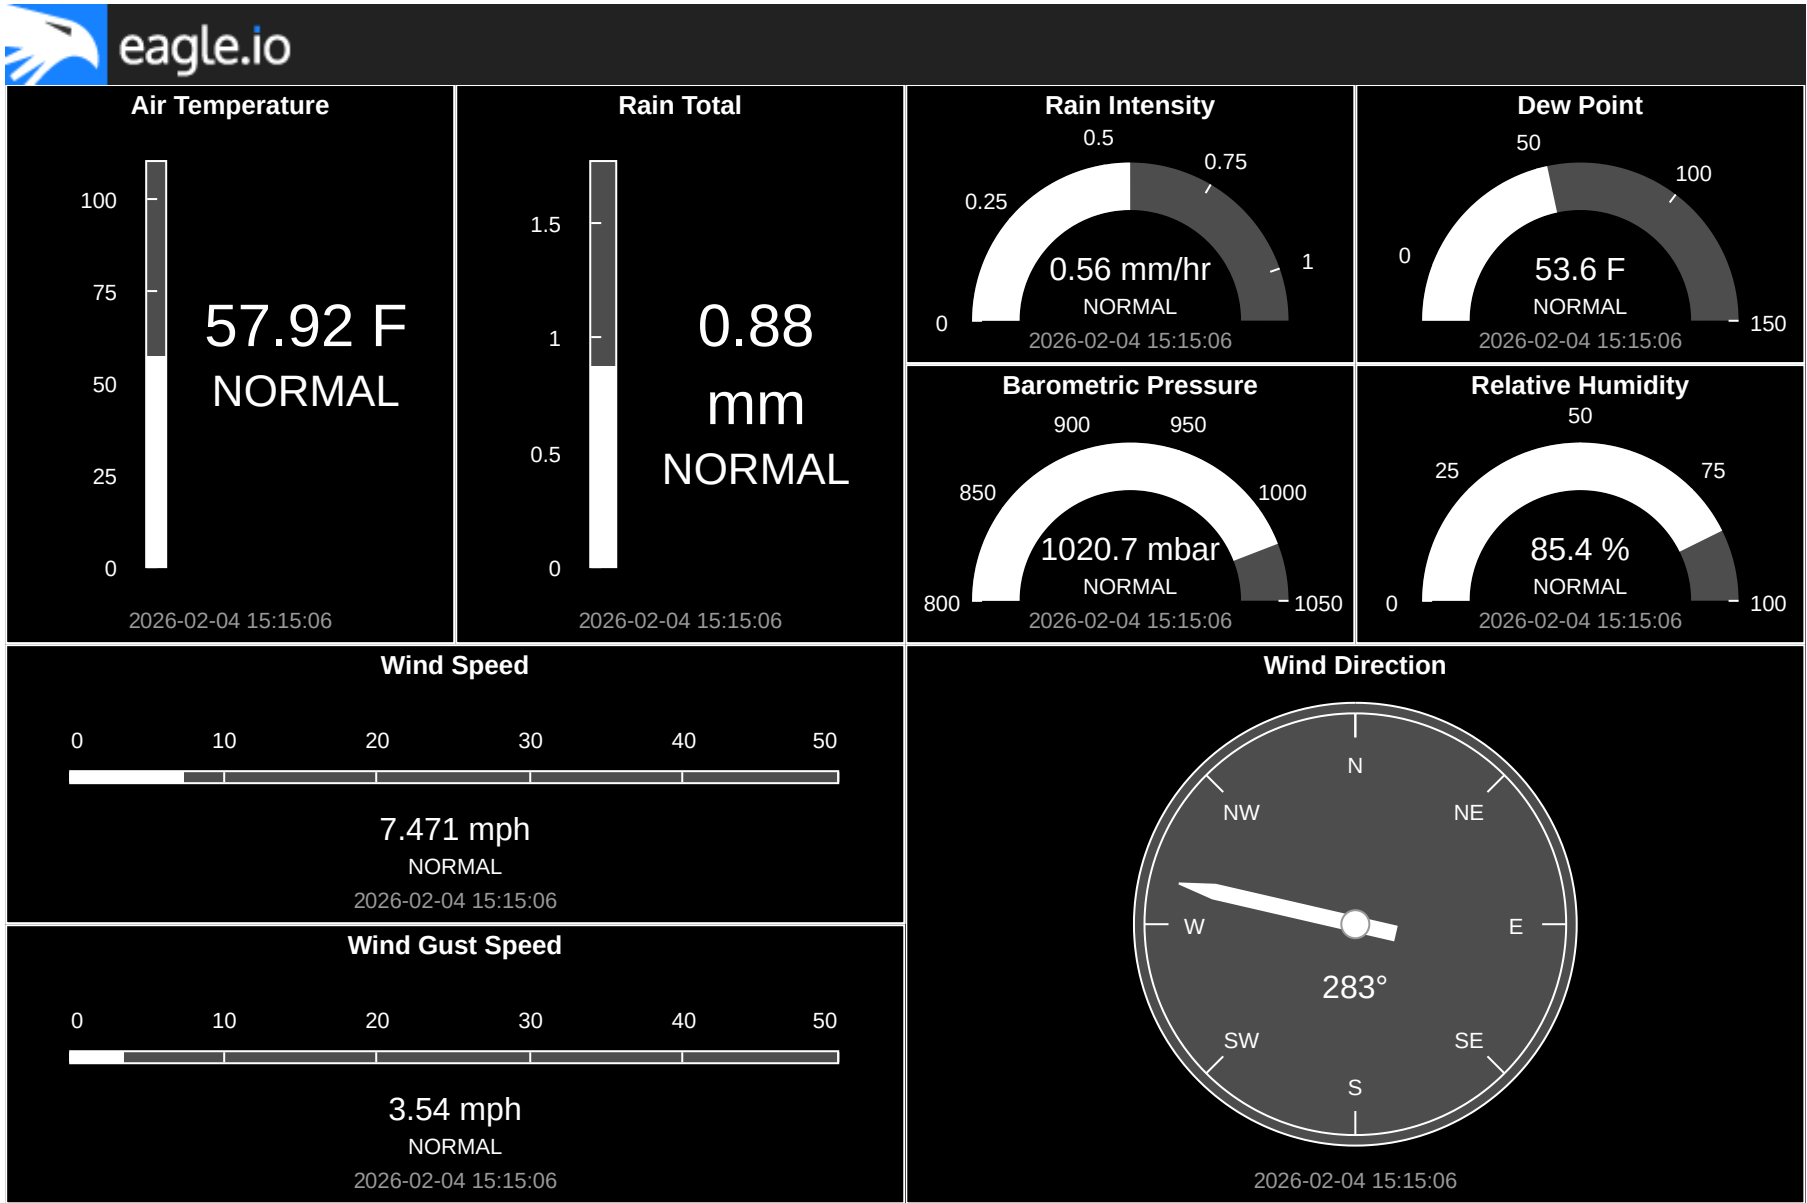 eagle.io
Air Temperature
100
75
50
25
0
57.92 F
NORMAL
2026-02-04 15:15:06
Rain Total
1.5
1
0.5
0
0.88
mm
NORMAL
2026-02-04 15:15:06
Rain Intensity
0
0.25
0.5
0.75
1
0.56 mm/hr
NORMAL
2026-02-04 15:15:06
Dew Point
0
50
100
150
53.6 F
NORMAL
2026-02-04 15:15:06
Barometric Pressure
800
850
900
950
1000
1050
1020.7 mbar
NORMAL
2026-02-04 15:15:06
Relative Humidity
0
25
50
75
100
85.4 %
NORMAL
2026-02-04 15:15:06
Wind Speed
0 10 20 30 40 50
7.471 mph
NORMAL
2026-02-04 15:15:06
Wind Gust Speed
0 10 20 30 40 50
3.54 mph
NORMAL
2026-02-04 15:15:06
Wind Direction
N
NW NE
W E
283°
SW SE
S
2026-02-04 15:15:06